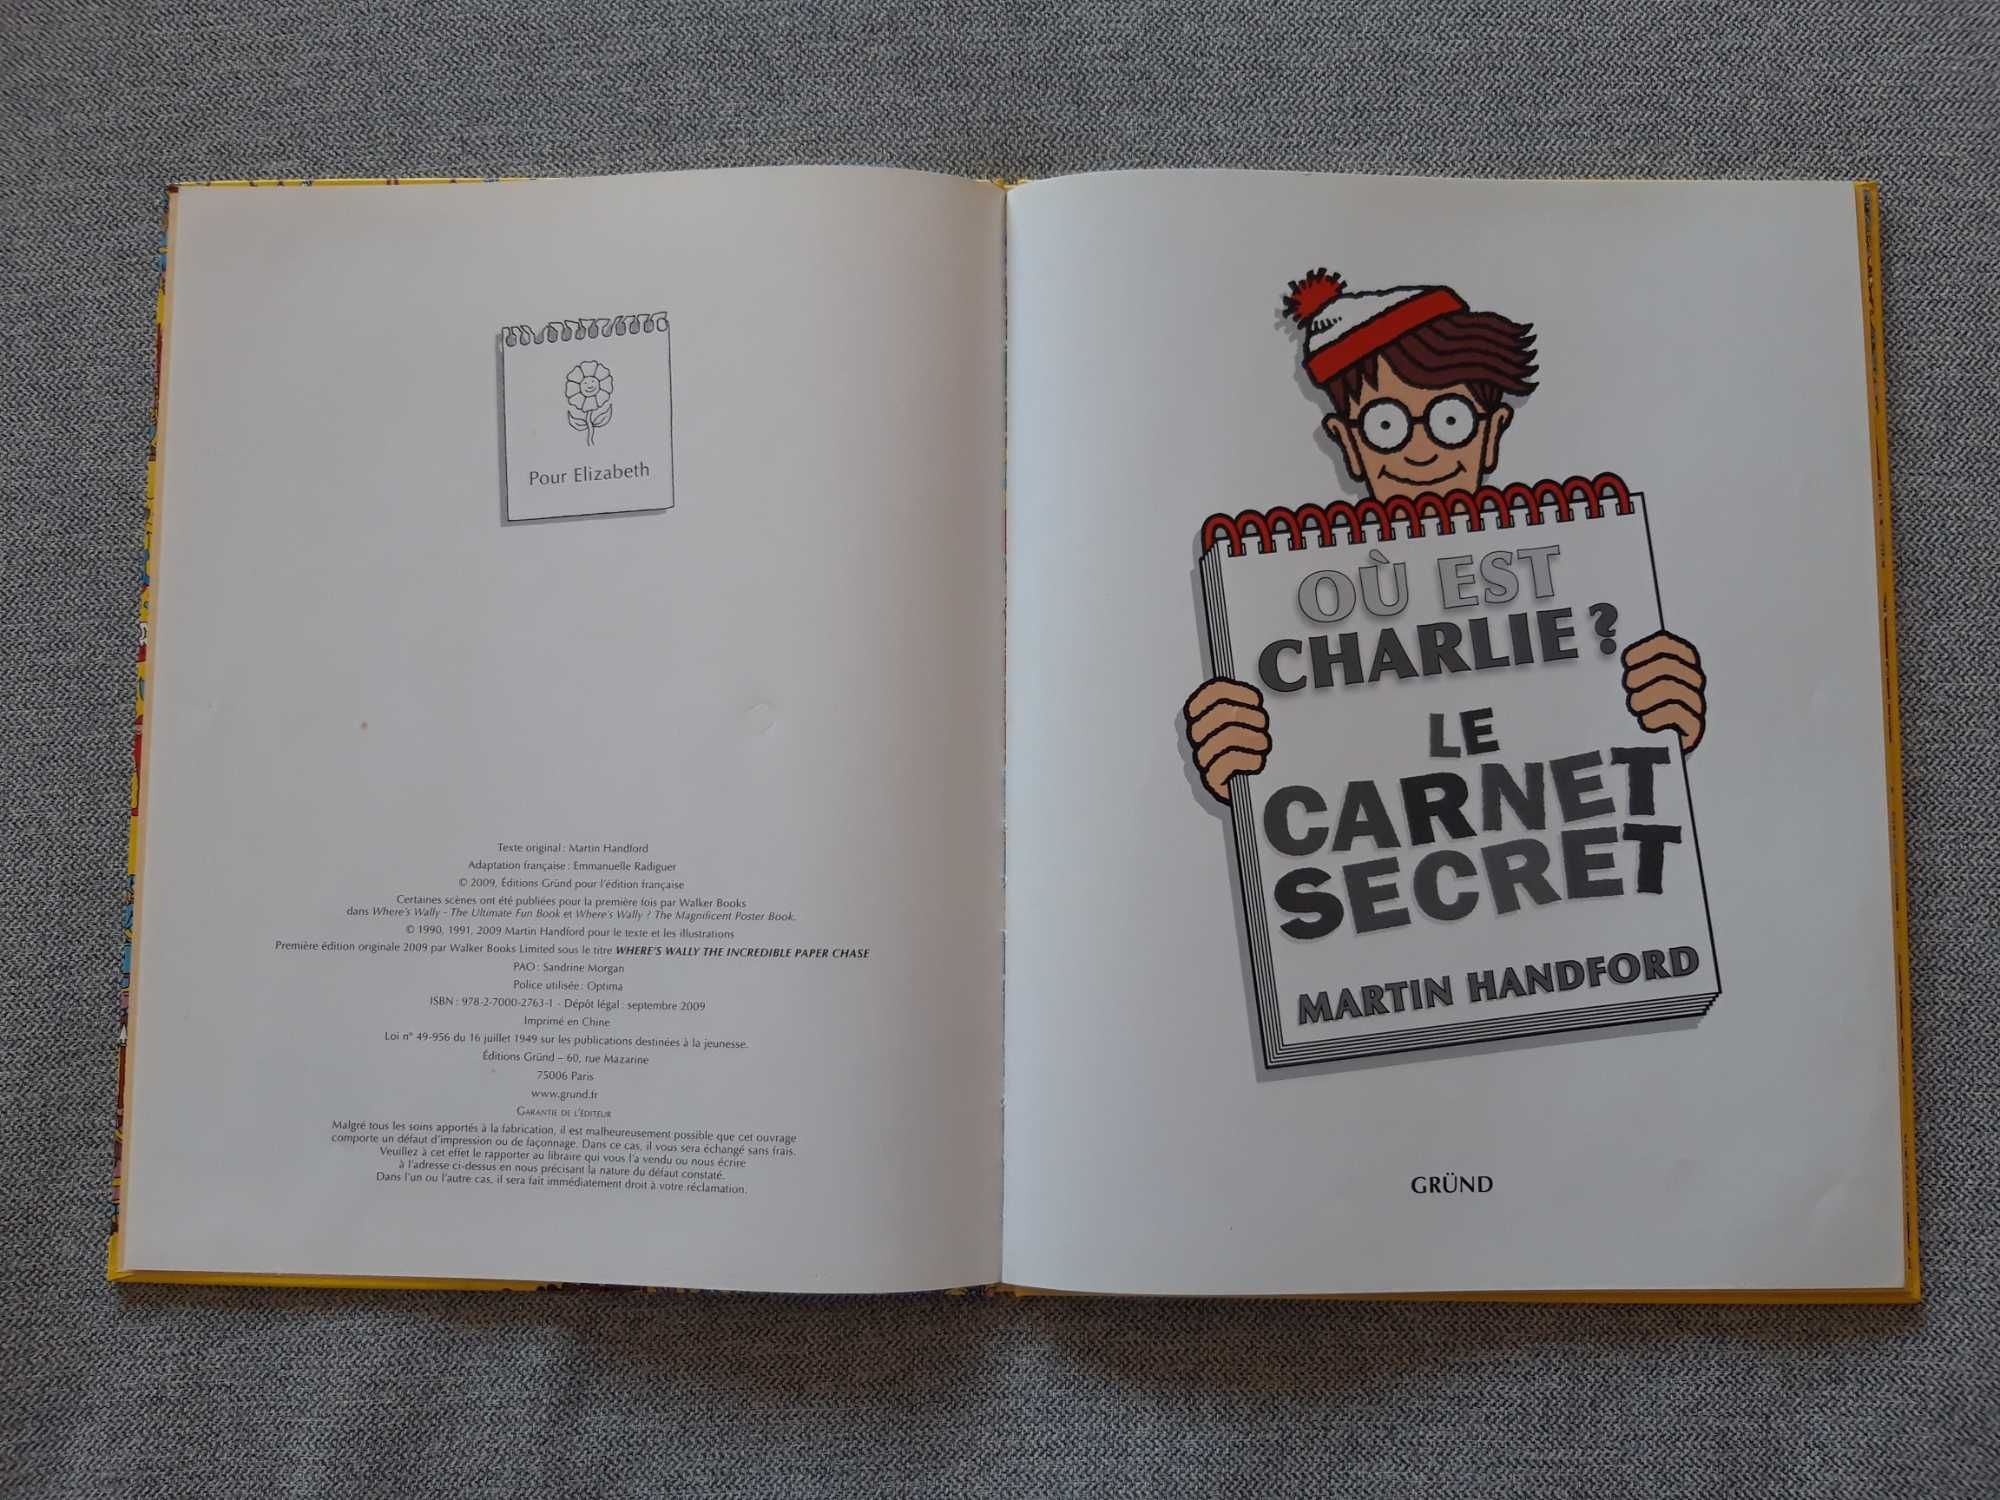 Pour Elizabeth
Texte original : Martin Handford
Adaptation française : Emmanuelle Radiguer
© 2009, Éditions Gründ pour l'édition française
Certaines scènes ont été publiées pour la première fois par Walker Books
dans Where's Wally - The Ultimate Fun Book et Where's Wally ? The Magnificent Poster Book.
© 1990, 1991, 2009 Martin Handford pour le texte et les illustrations
Première édition originale 2009 par Walker Books Limited sous le titre WHERE'S WALLY THE INCREDIBLE PAPER CHASE
PAO : Sandrine Morgan
Police utilisée : Optima
ISBN : 978-2-7000-2763-1 - Dépôt légal : septembre 2009
Imprimé en Chine
Loi n° 49-956 du 16 juillet 1949 sur les publications destinées à la jeunesse.
Éditions Gründ – 60, rue Mazarine
75006 Paris
www.grund.fr
GARANTIE DE L'ÉDITEUR
Malgré tous les soins apportés à la fabrication, il est malheureusement possible que cet ouvrage
comporte un défaut d'impression ou de façonnage. Dans ce cas, il vous sera échangé sans frais.
Veuillez à cet effet le rapporter au libraire qui vous l'a vendu ou nous écrire
à l'adresse ci-dessus en nous précisant la nature du défaut constaté.
Dans l'un ou l'autre cas, il sera fait immédiatement droit à votre réclamation.
OÙ EST
CHARLIE ?
LE
CARNET
SECRET
MARTIN HANDFORD
GRÜND